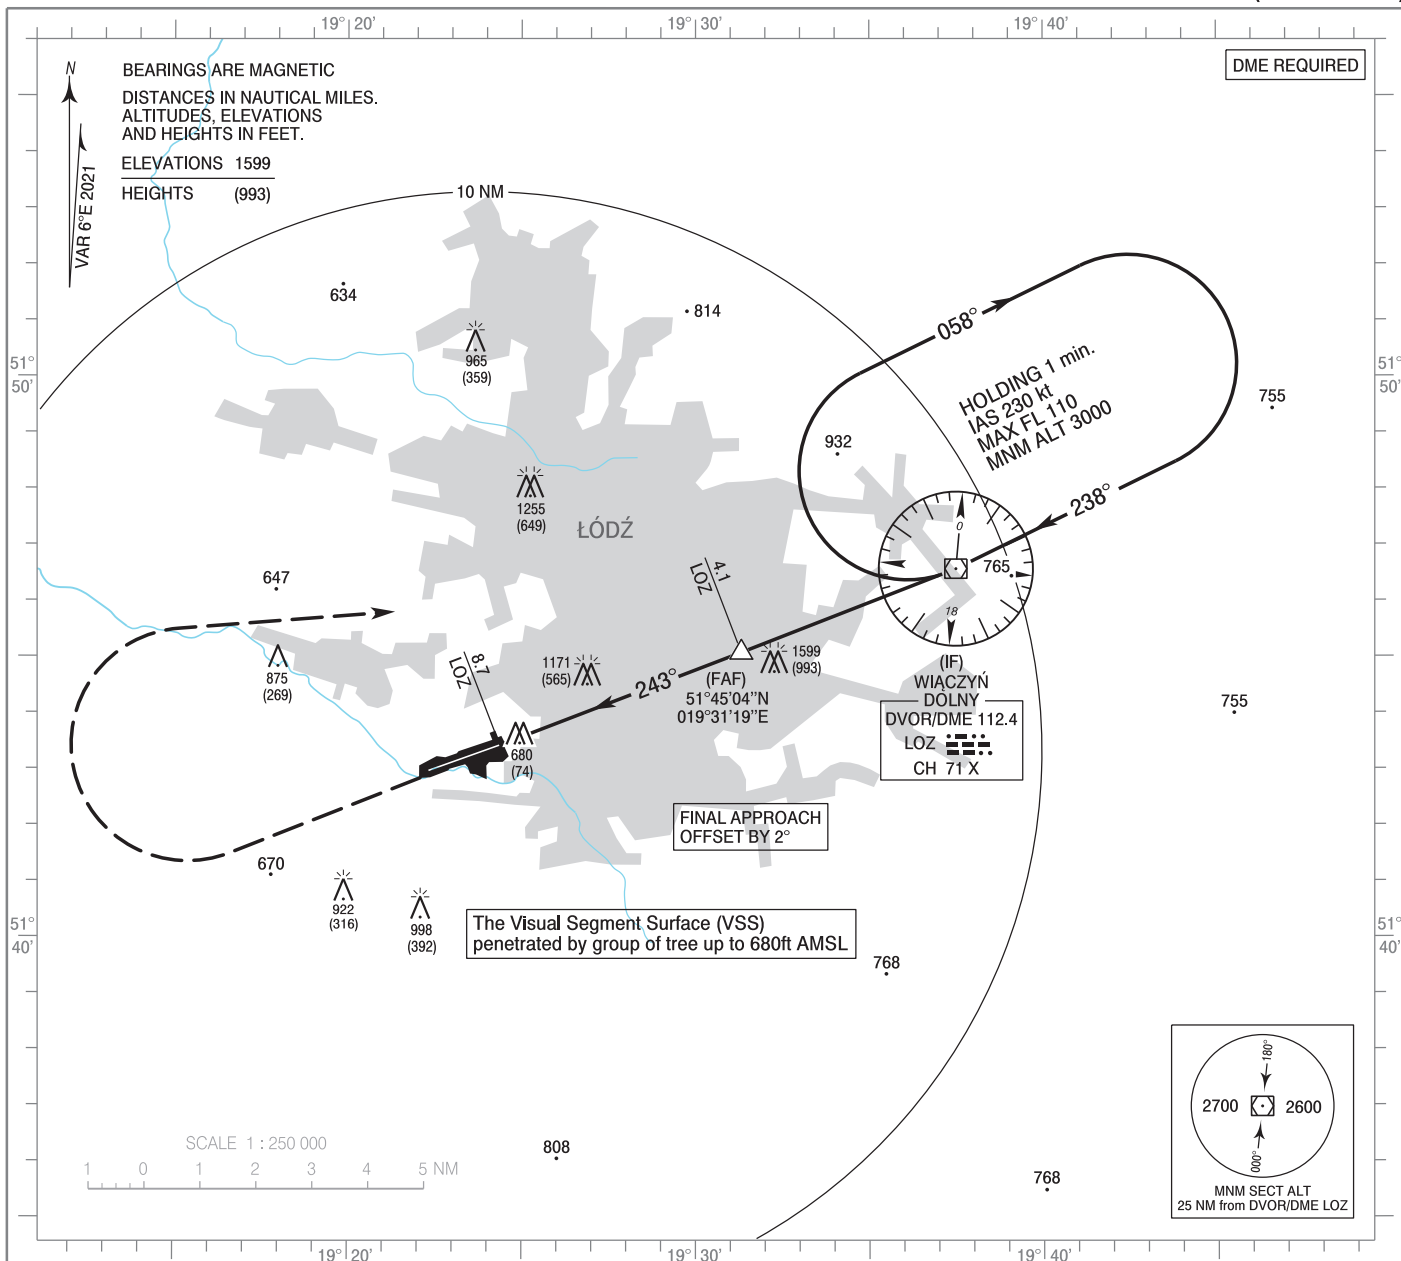 19° 20'
19° 30'
19° 40'
N
VAR 6°E 2021
BEARINGS ARE MAGNETIC
DISTANCES IN NAUTICAL MILES.
ALTITUDES, ELEVATIONS
AND HEIGHTS IN FEET.
ELEVATIONS 1599
HEIGHTS (993)
DME REQUIRED
10 NM
634
814
965
(359)
058°
HOLDING 1 min.
IAS 230 kt
MAX FL 110
MNM ALT 3000
51°
50'
51°
50'
755
932
238°
1255
(649)
ŁÓDŹ
0
765
18
4.1
LOZ
647
875
(269)
8.7
LOZ
1171
(565)
243°
1599
(993)
(FAF)
51°45'04"N
019°31'19"E
(IF)
WIĄCZYŃ
DOLNY
DVOR/DME 112.4
LOZ
CH 71 X
755
680
(74)
FINAL APPROACH
OFFSET BY 2°
670
922
(316)
998
(392)
The Visual Segment Surface (VSS)
penetrated by group of tree up to 680ft AMSL
51°
40'
51°
40'
768
808
768
180°
2700
2600
000°
MNM SECT ALT
25 NM from DVOR/DME LOZ
SCALE 1 : 250 000
1 0 1 2 3 4 5 NM
19° 20'
19° 30'
19° 40'